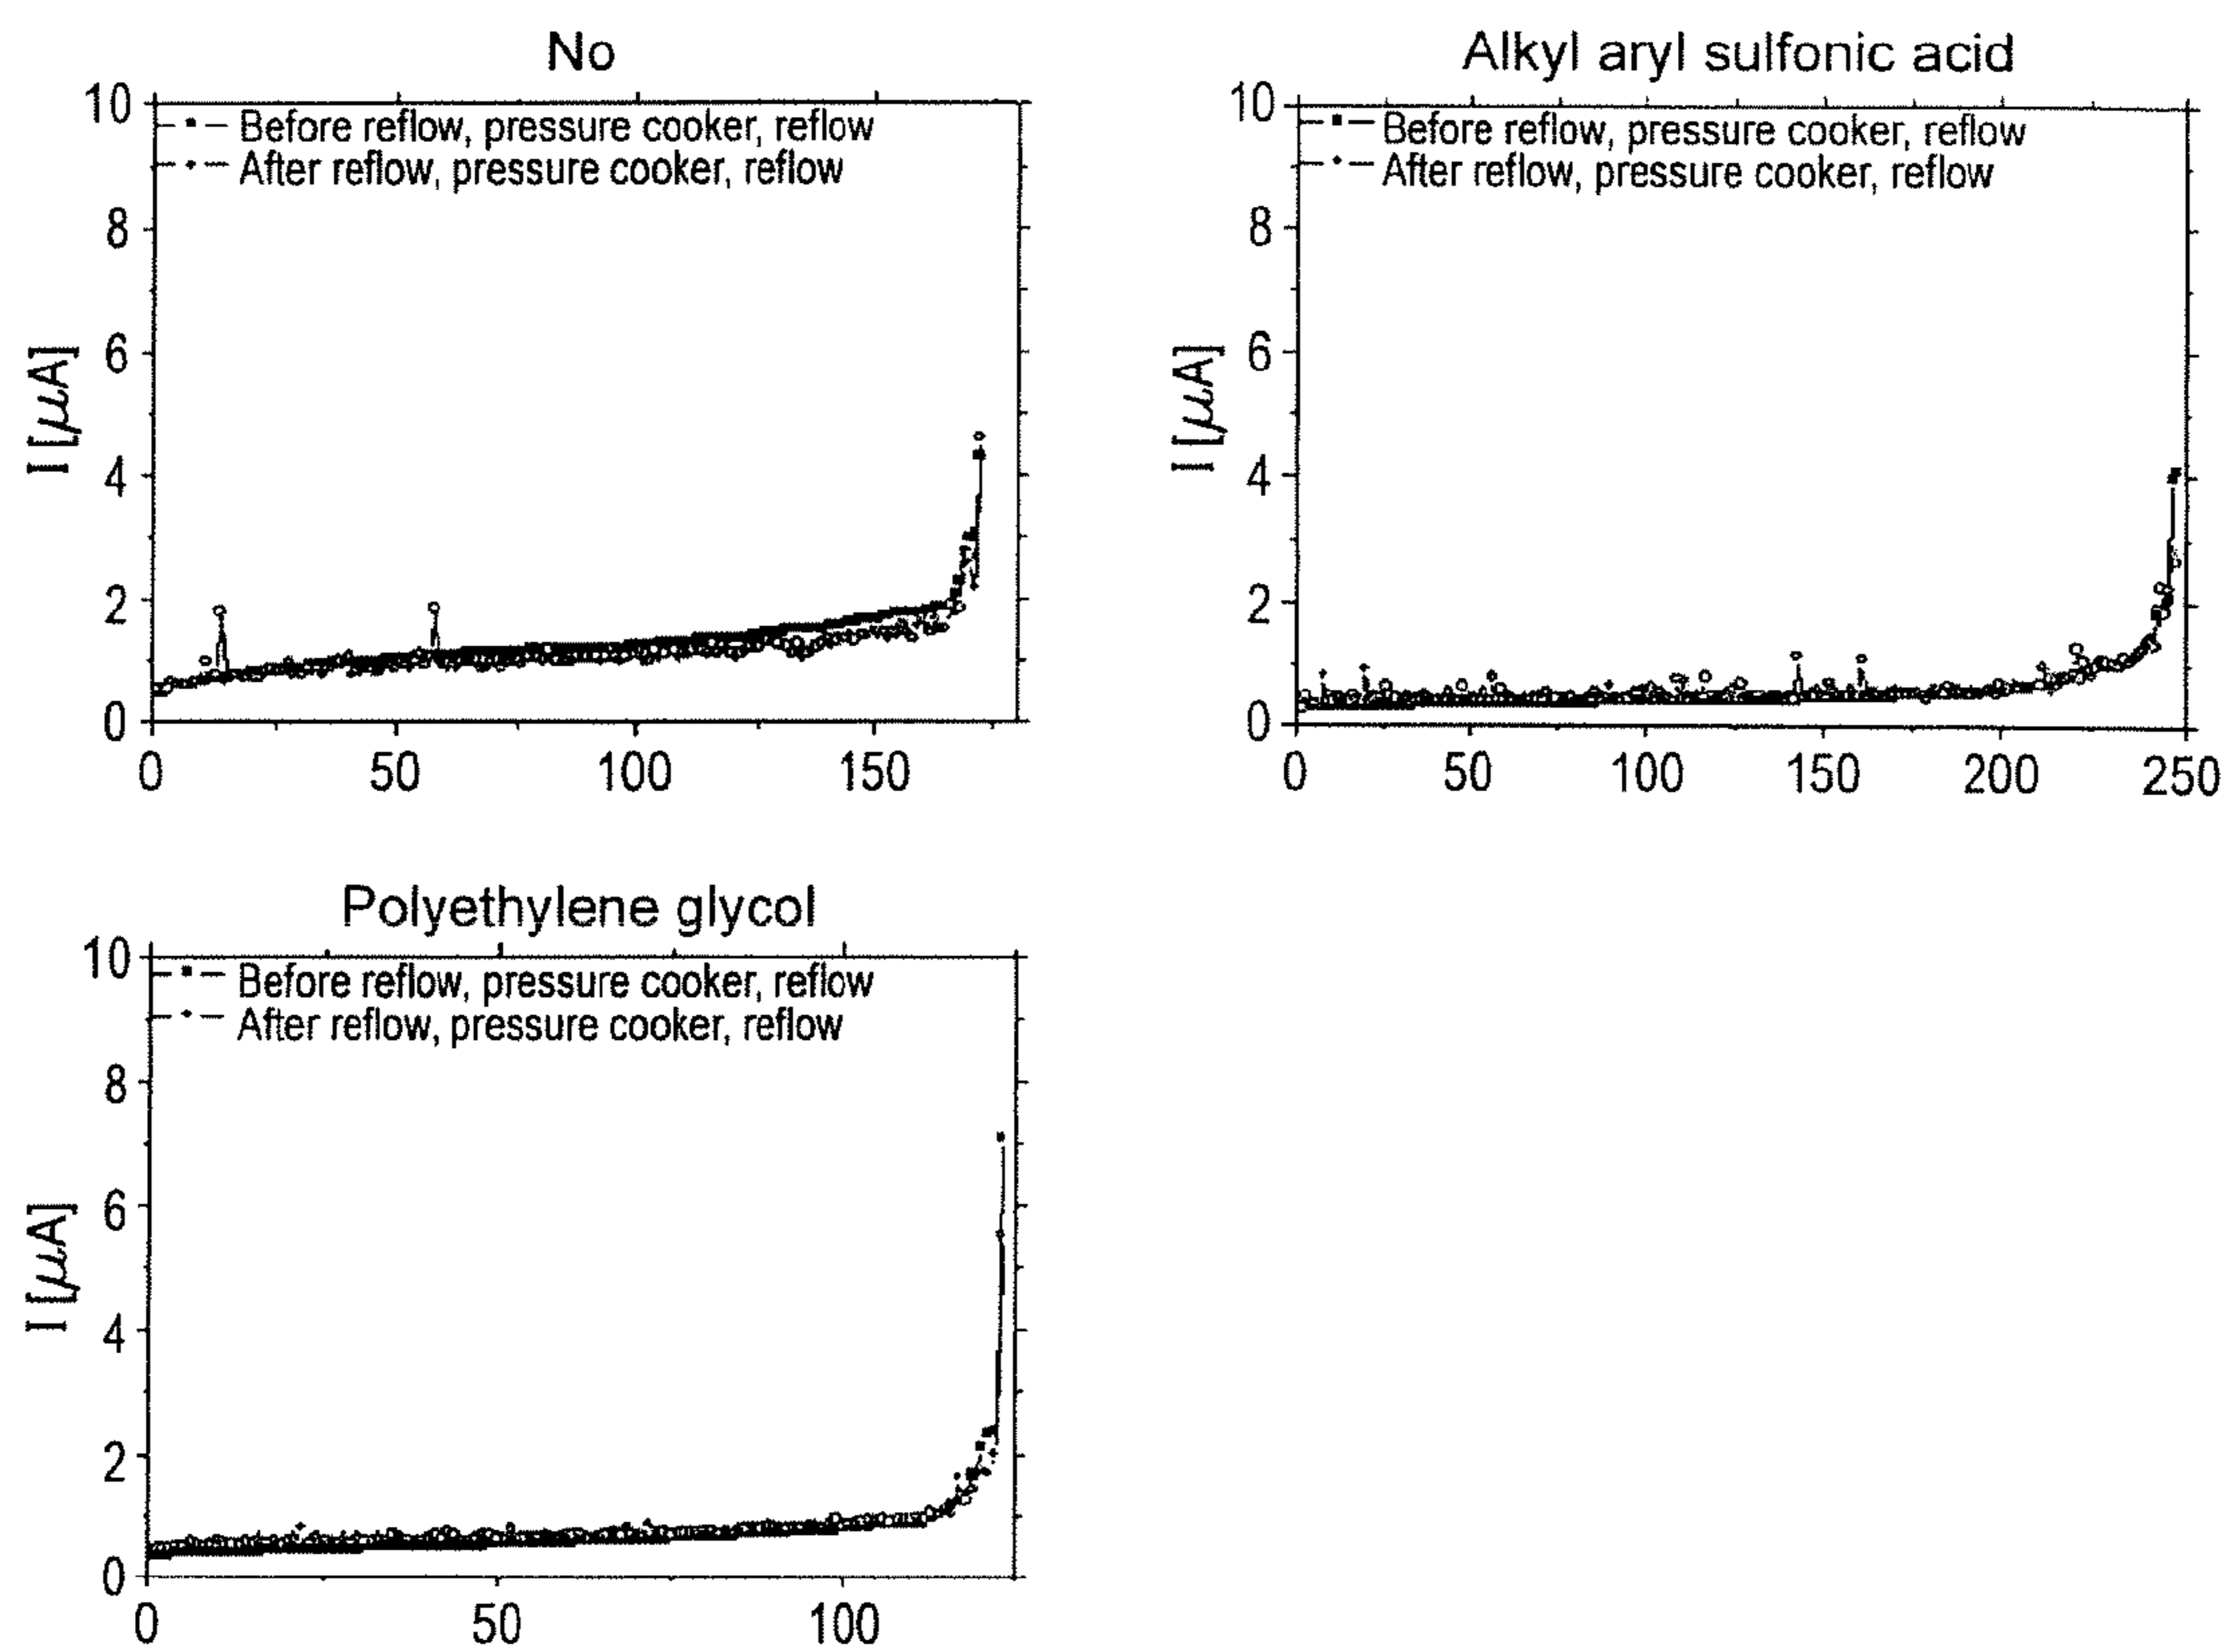 No
10
Before reflow, pressure cooker, reflow
After reflow, pressure cooker, reflow
8
6
4
2
0
I [μA]
0 50 100 150
Alkyl aryl sulfonic acid
10
Before reflow, pressure cooker, reflow
After reflow, pressure cooker, reflow
8
6
4
2
0
I [μA]
0 50 100 150 200 250
Polyethylene glycol
10
Before reflow, pressure cooker, reflow
After reflow, pressure cooker, reflow
8
6
4
2
0
I [μA]
0 50 100